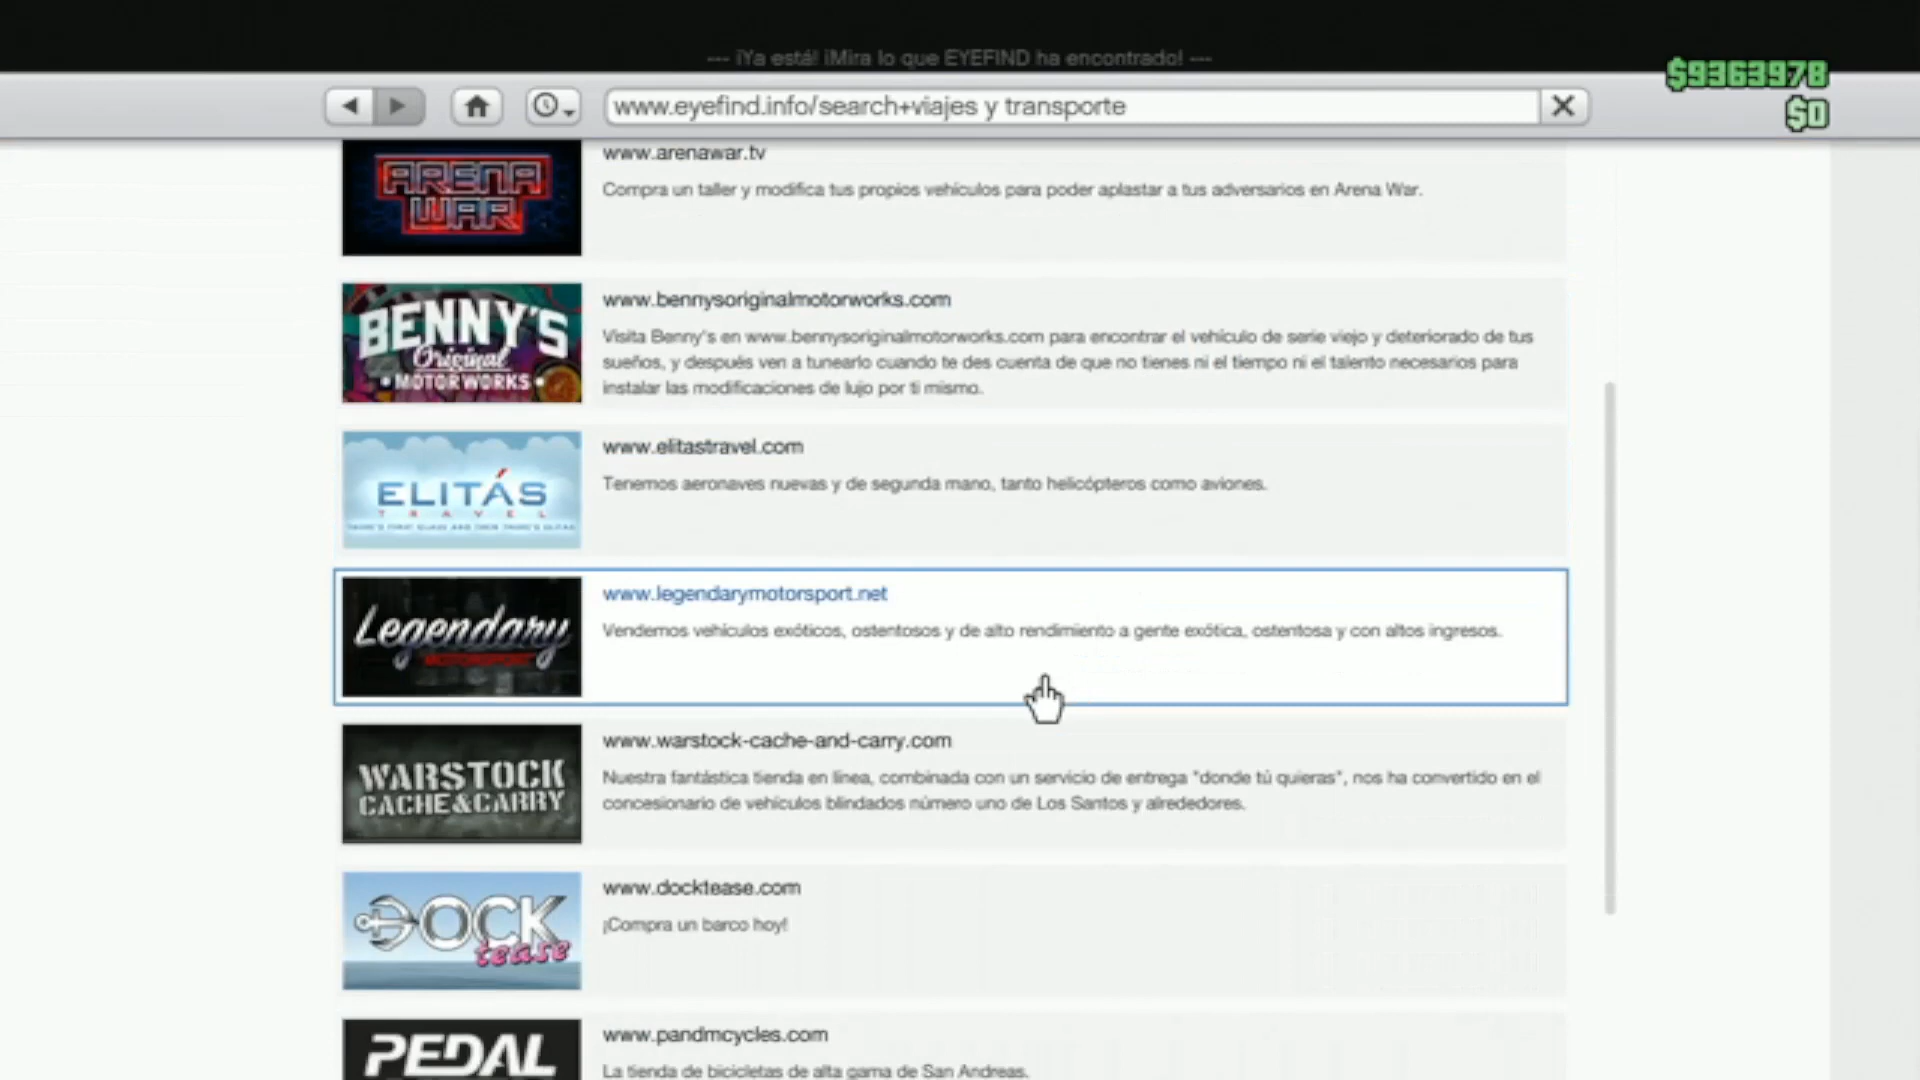 --- ¡Ya está! ¡Mira lo que EYEFIND ha encontrado! ---
$9363978
www.eyefind.info/search+viajes y transporte
$0
ARENA
WAR
www.arenawar.tv
Compra un taller y modifica tus propios vehículos para poder aplastar a tus adversarios en Arena War.
BENNY'S
Original
MOTORWORKS
www.bennysoriginalmotorworks.com
Visita Benny's en www.bennysoriginalmotorworks.com para encontrar el vehículo de serie viejo y deteriorado de tus
sueños, y después ven a tunearlo cuando te des cuenta de que no tienes ni el tiempo ni el talento necesarios para
instalar las modificaciones de lujo por ti mismo.
ELITÁS
TRAVEL
www.elitastravel.com
Tenemos aeronaves nuevas y de segunda mano, tanto helicópteros como aviones.
Legendary
MOTORSPORT
www.legendarymotorsport.net
Vendemos vehículos exóticos, ostentosos y de alto rendimiento a gente exótica, ostentosa y con altos ingresos.
WARSTOCK
CACHE&CARRY
www.warstock-cache-and-carry.com
Nuestra fantástica tienda en línea, combinada con un servicio de entrega "donde tú quieras", nos ha convertido en el
concesionario de vehículos blindados número uno de Los Santos y alrededores.
DOCK
tease
www.docktease.com
¡Compra un barco hoy!
PEDAL
www.pandmcycles.com
La tienda de bicicletas de alta gama de San Andreas.